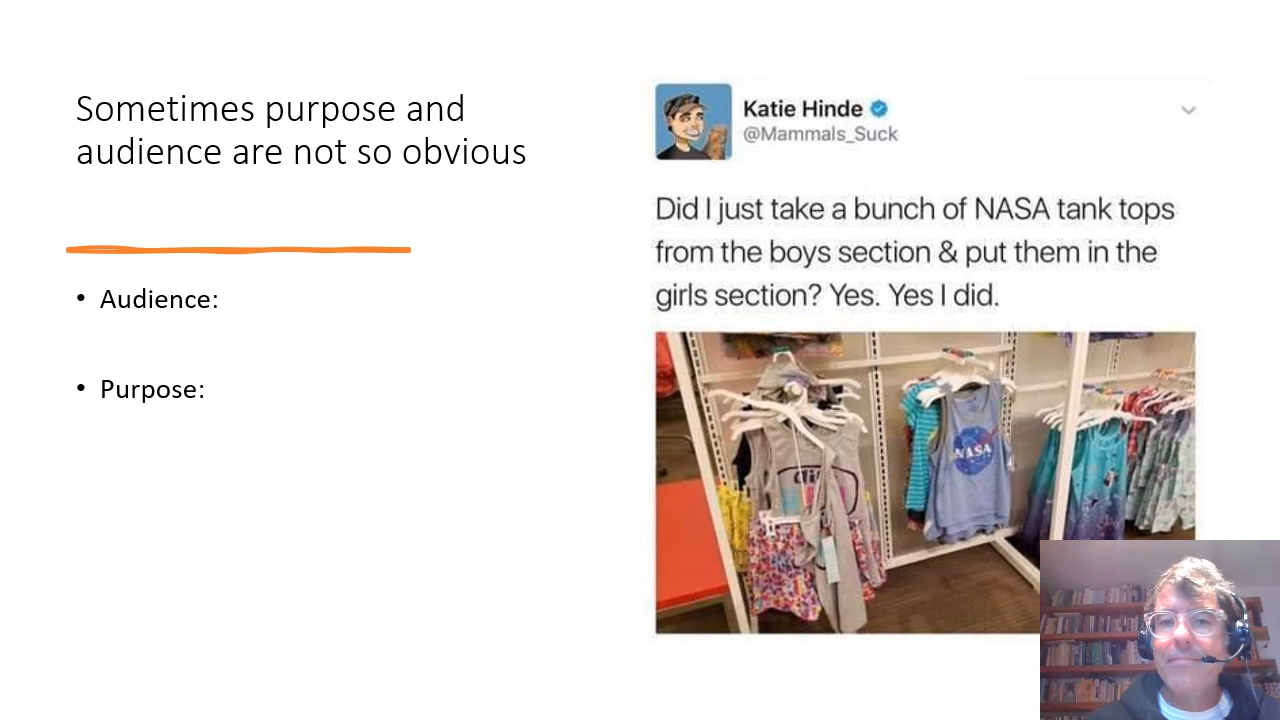 Sometimes purpose and
audience are not so obvious
• Audience:
• Purpose:
Katie Hinde
@Mammals_Suck
Did I just take a bunch of NASA tank tops
from the boys section & put them in the
girls section? Yes. Yes I did.
NASA